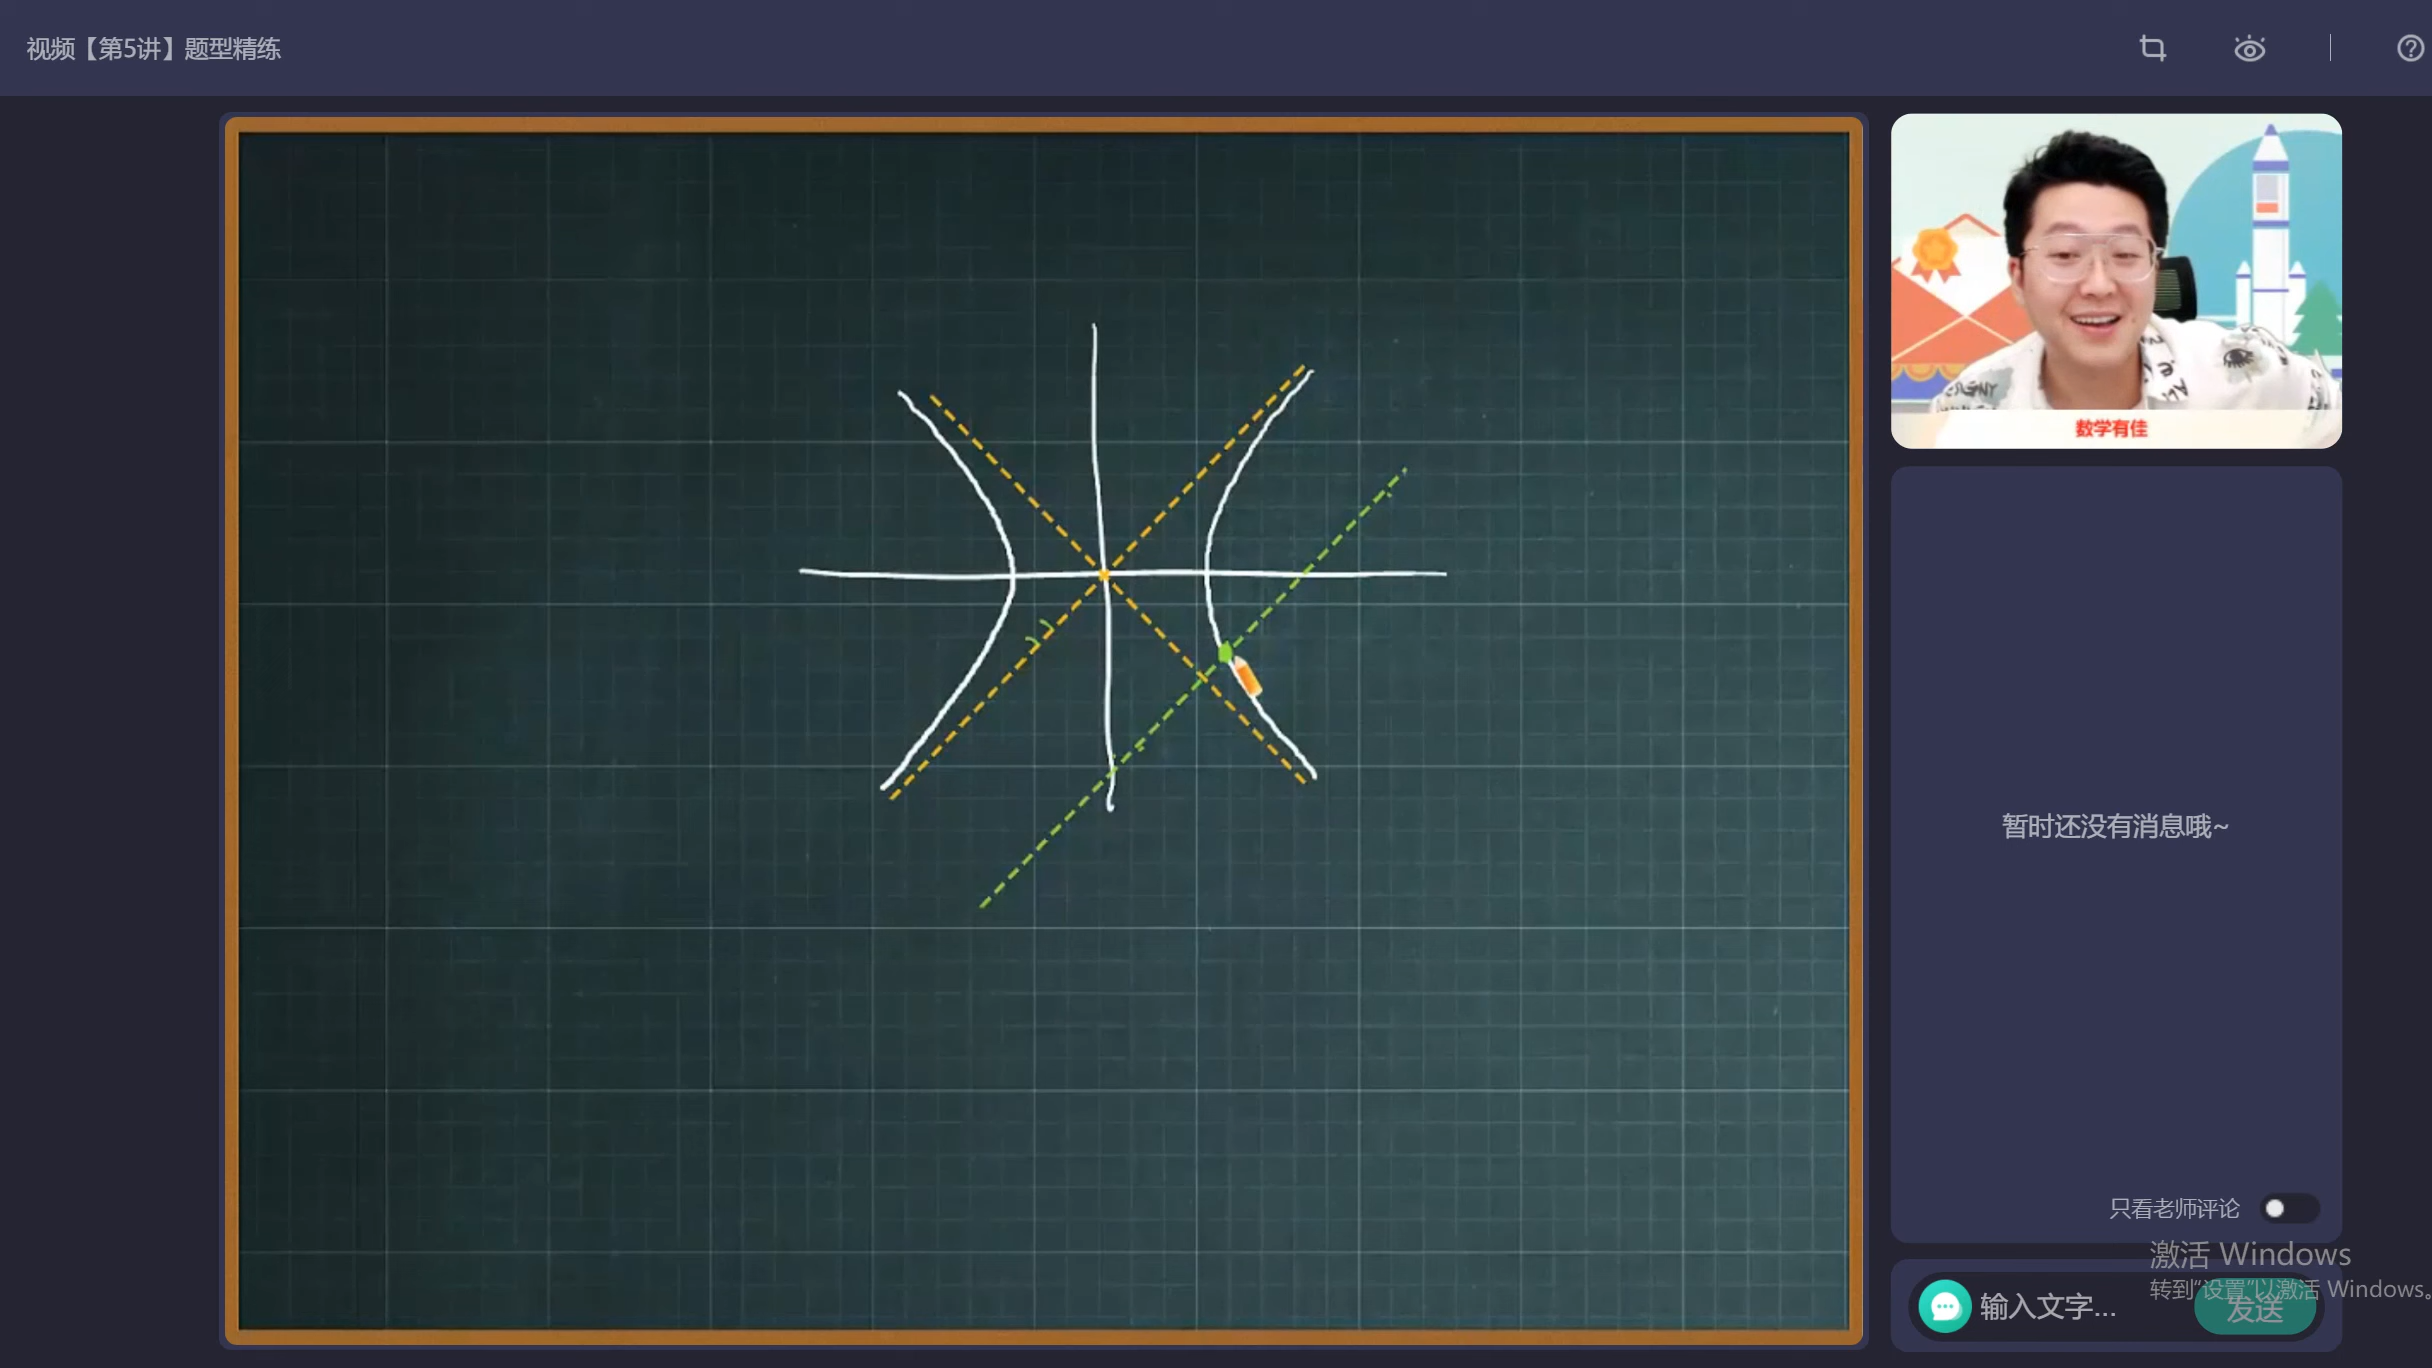 视频【第5讲】题型精练
数学有佳
暂时还没有消息哦~
只看老师评论
激活 Windows
转到“设置”以激活 Windows。
输入文字...
发送